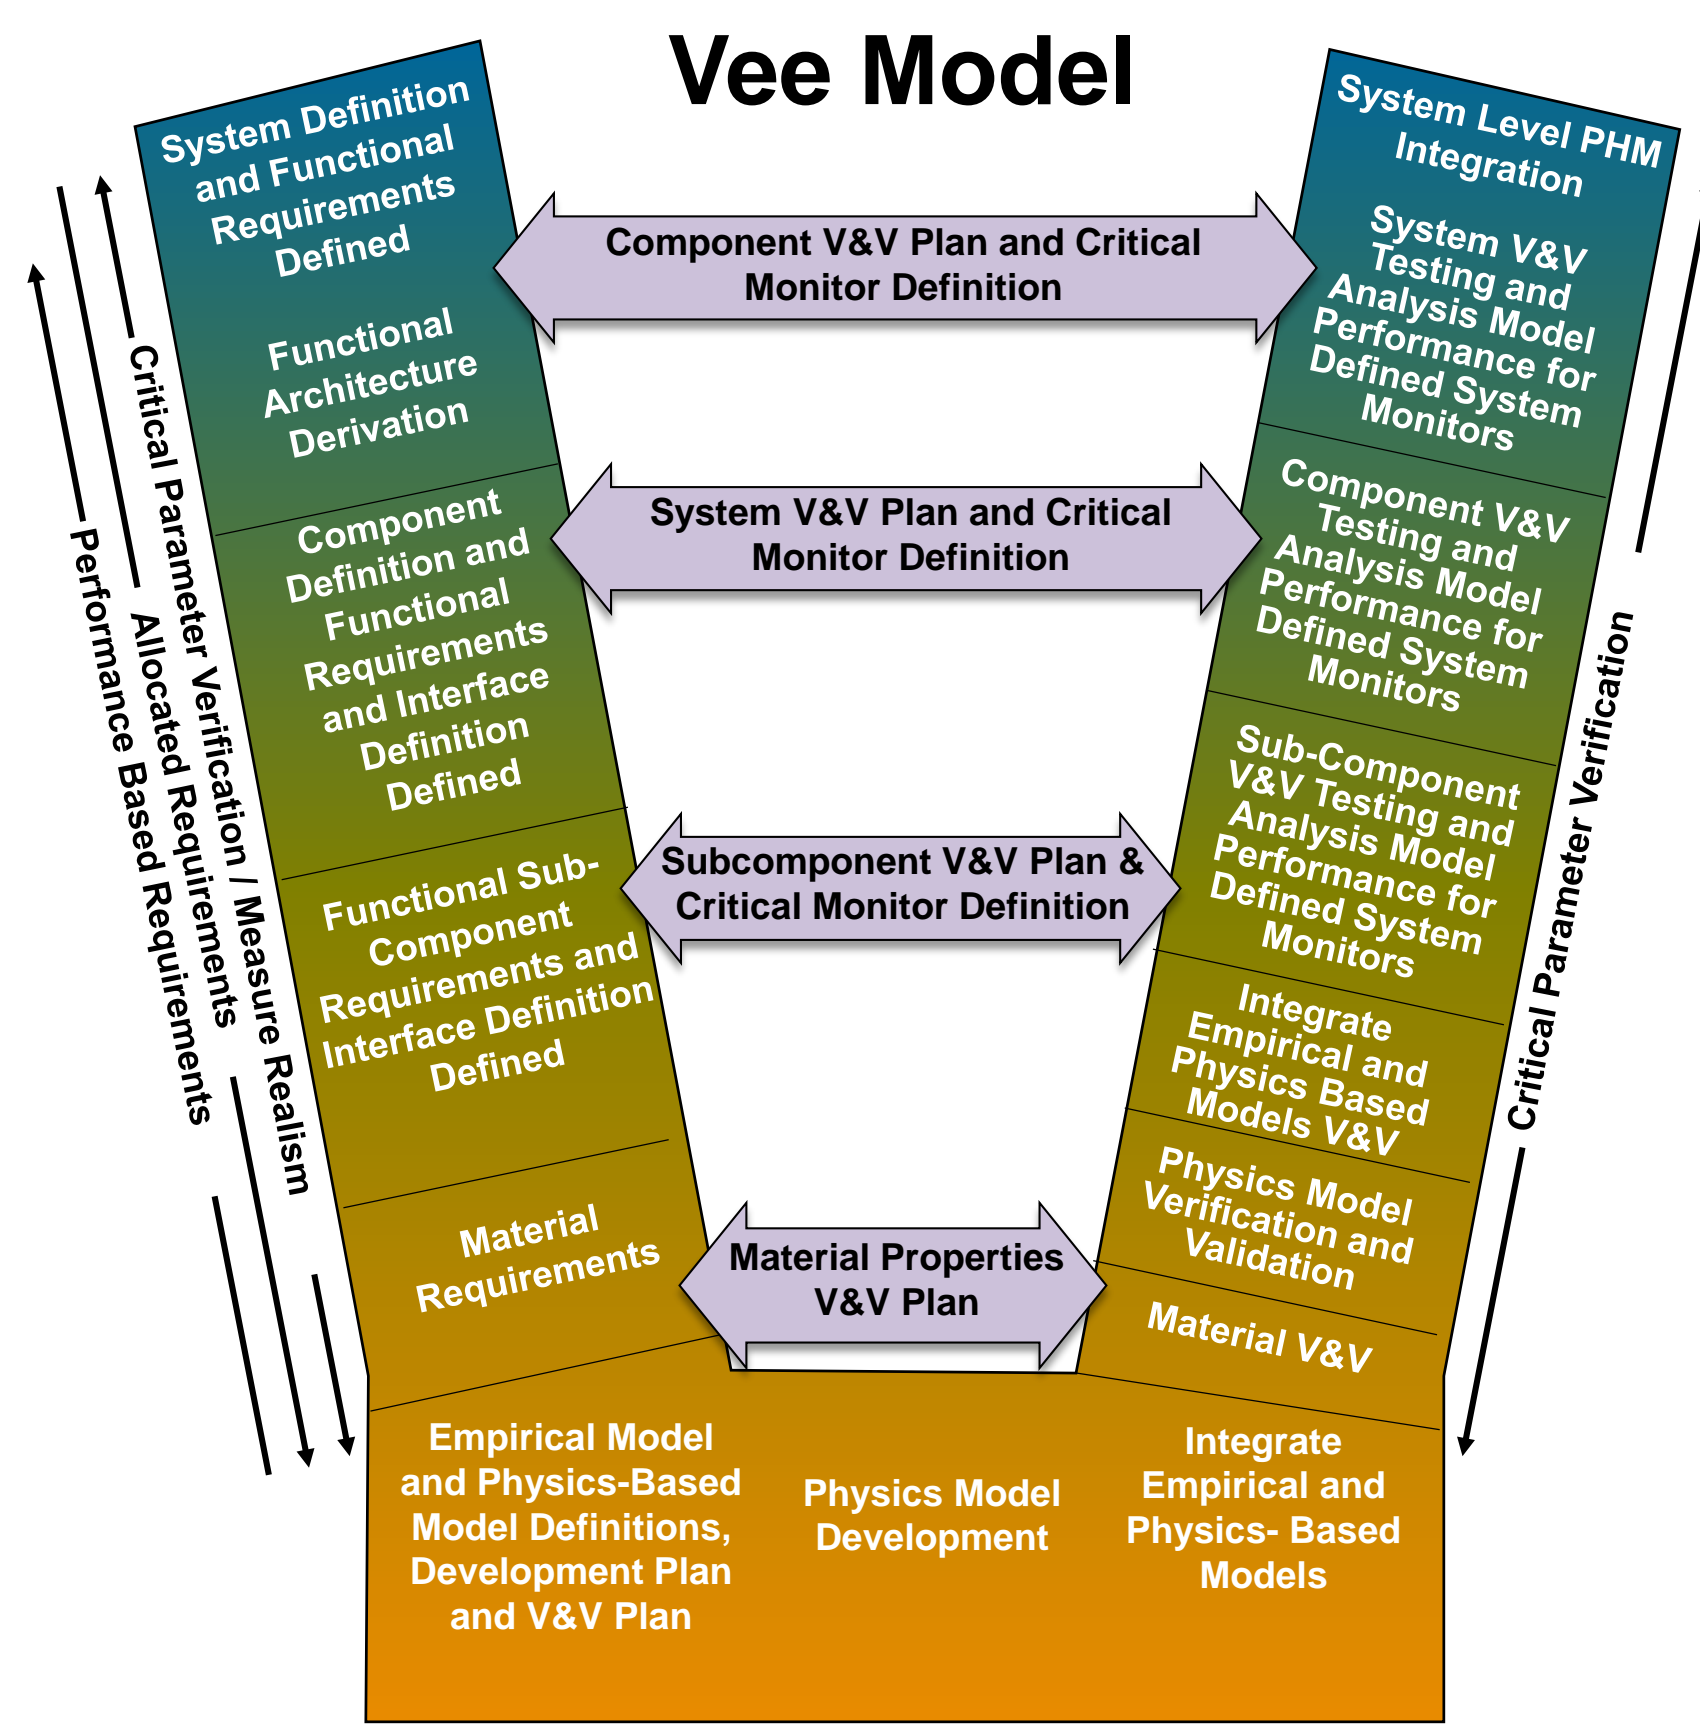 Vee Model
System Definition
and Functional
Requirements
Defined
Functional
Architecture
Derivation
Component
Definition and
Functional
Requirements
and Interface
Definition
Defined
Functional Sub-
Component
Requirements and
Interface Definition
Defined
Material
Requirements
Empirical Model
and Physics-Based
Model Definitions,
Development Plan
and V&V Plan
Physics Model
Development
Integrate
Empirical and
Physics- Based
Models
Component V&V Plan and Critical
Monitor Definition
System V&V Plan and Critical
Monitor Definition
Subcomponent V&V Plan &
Critical Monitor Definition
Material Properties
V&V Plan
System Level PHM
Integration
System V&V
Testing and
Analysis Model
Performance for
Defined System
Monitors
Component V&V
Testing and
Analysis Model
Performance for
Defined System
Monitors
Sub-Component
V&V Testing and
Analysis Model
Performance for
Defined System
Monitors
Integrate
Empirical and
Physics Based
Models V&V
Physics Model
Verification and
Validation
Material V&V
Performance Based Requirements
Allocated Requirements
Critical Parameter Verification / Measure Realism
Critical Parameter Verification